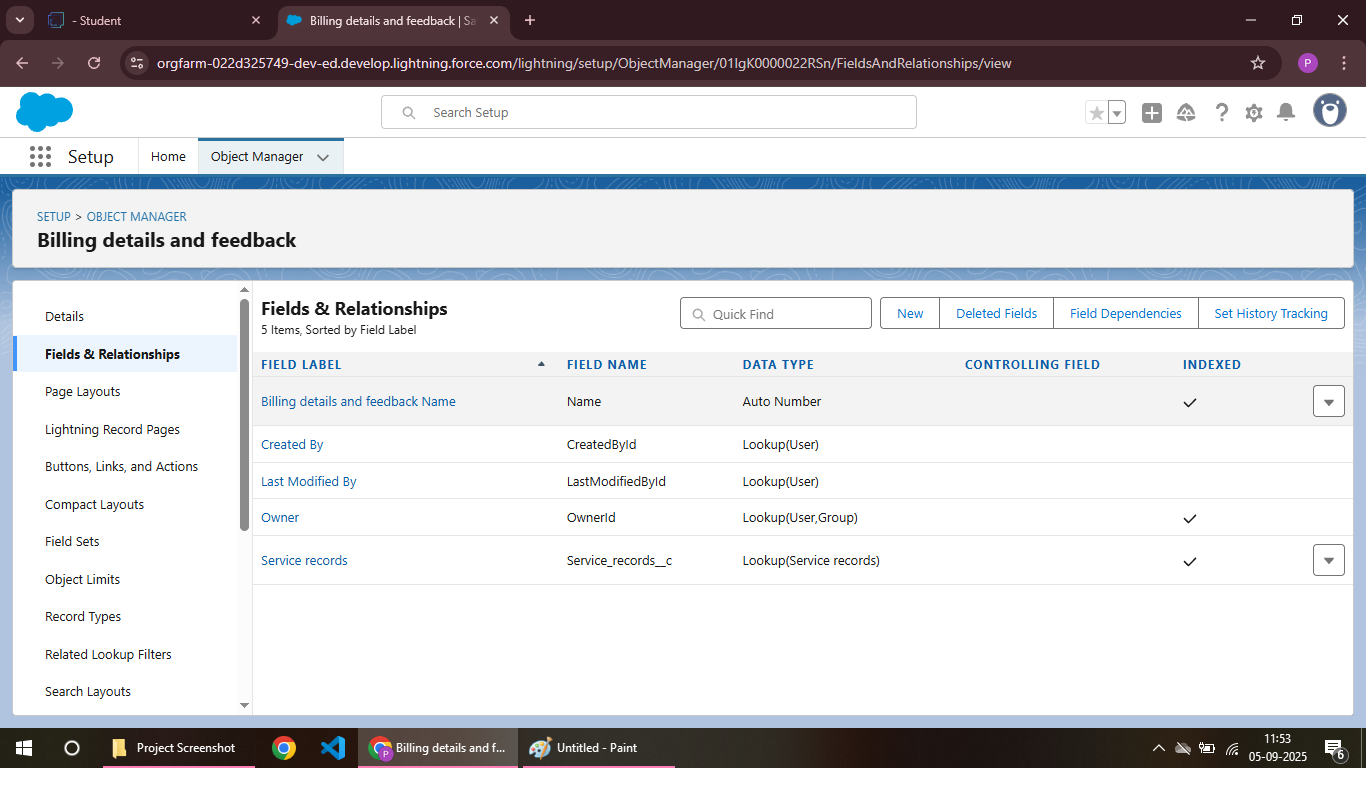 - Student
Billing details and feedback | Sa
orgfarm-022d325749-dev-ed.develop.lightning.force.com/lightning/setup/ObjectManager/01IgK0000022RSn/FieldsAndRelationships/view
P
Search Setup
Setup
Home
Object Manager
SETUP > OBJECT MANAGER
Billing details and feedback
Details
Fields & Relationships
Page Layouts
Lightning Record Pages
Buttons, Links, and Actions
Compact Layouts
Field Sets
Object Limits
Record Types
Related Lookup Filters
Search Layouts
Fields & Relationships
5 Items, Sorted by Field Label
Quick Find
New
Deleted Fields
Field Dependencies
Set History Tracking
FIELD LABEL FIELD NAME DATA TYPE CONTROLLING FIELD INDEXED
Billing details and feedback Name Name Auto Number
Created By CreatedById Lookup(User)
Last Modified By LastModifiedById Lookup(User)
Owner OwnerId Lookup(User,Group)
Service records Service_records__c Lookup(Service records)
Project Screenshot
P
Billing details and f...
Untitled - Paint
11:53
05-09-2025
6